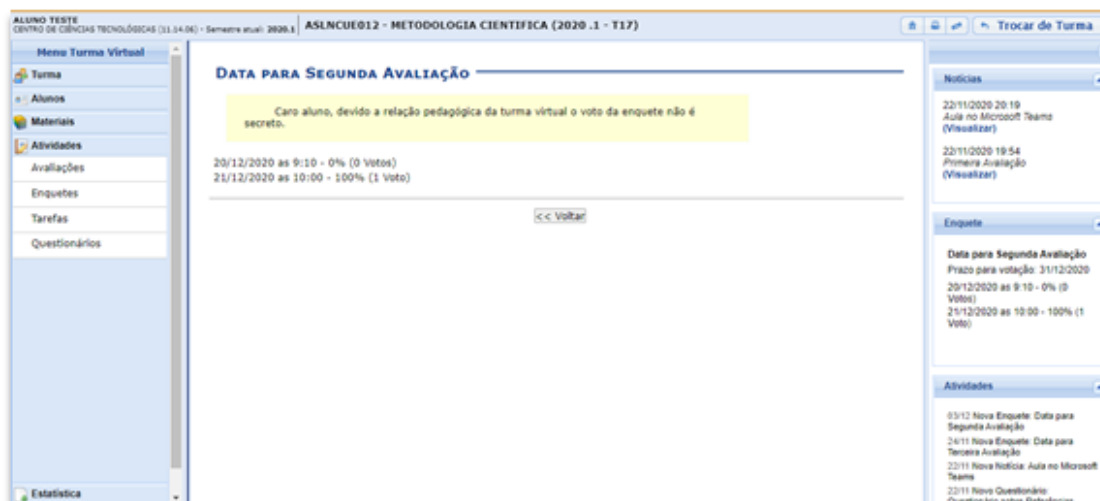 ALUNO TESTE
CENTRO DE CIÊNCIAS TECNOLÓGICAS (11.14.06) - Semestre atual: 2020.1
ASLNCUE012 - METODOLOGIA CIENTIFICA (2020 .1 - T17)
Trocar de Turma
Menu Turma Virtual
Turma
Alunos
Materiais
Atividades
Avaliações
Enquetes
Tarefas
Questionários
Estatística
DATA PARA SEGUNDA AVALIAÇÃO
Caro aluno, devido a relação pedagógica da turma virtual o voto da enquete não é
secreto.
20/12/2020 as 9:10 - 0% (0 Votos)
21/12/2020 as 10:00 - 100% (1 Voto)
<< Voltar
Notícias
22/11/2020 20:19
Aula no Microsoft Teams
(Visualizar)
22/11/2020 19:54
Primeira Avaliação
(Visualizar)
Enquete
Data para Segunda Avaliação
Prazo para votação: 31/12/2020
20/12/2020 as 9:10 - 0% (0
Votos)
21/12/2020 as 10:00 - 100% (1
Voto)
Atividades
03/12 Nova Enquete: Data para
Segunda Avaliação
24/11 Nova Enquete: Data para
Terceira Avaliação
22/11 Nova Notícia: Aula no Microsoft
Teams
22/11 Novo Questionário:
Questionário sobre Referências